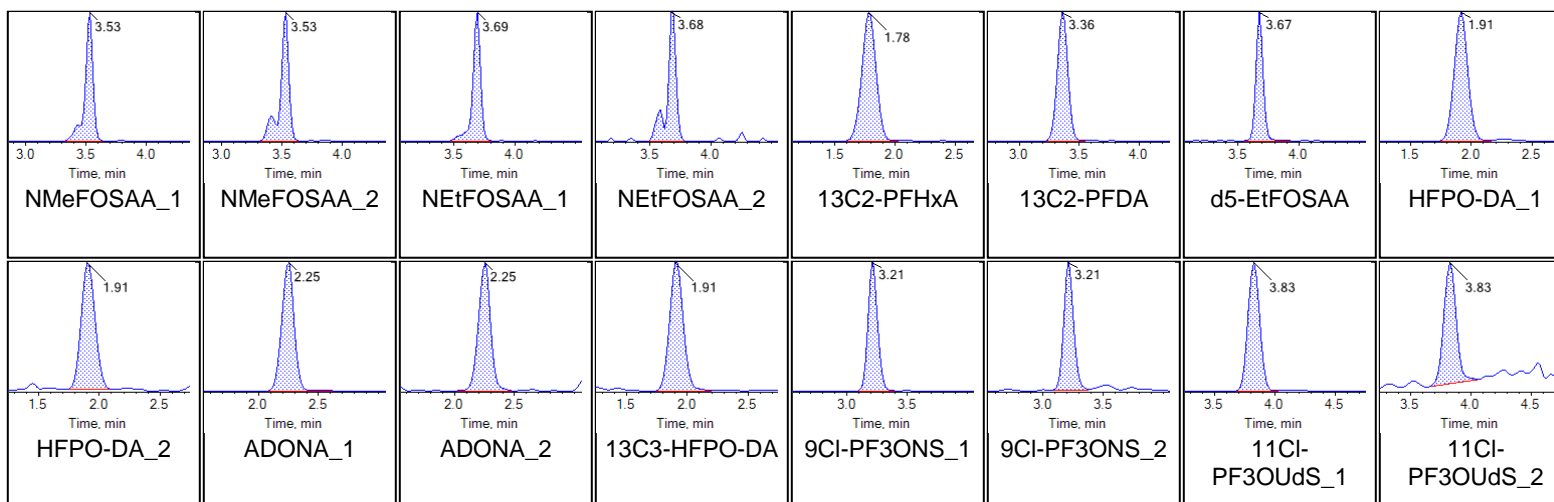 3.53 3.53 3.69 3.68 1.78 3.36 3.67 1.91
3.0 3.5 4.0 3.0 3.5 4.0 3.5 4.0 3.5 4.0 1.5 2.0 2.5 3.0 3.5 4.0 3.5 4.0 1.5 2.0 2.5
Time, min Time, min Time, min Time, min Time, min Time, min Time, min Time, min
NMeFOSAA_1 NMeFOSAA_2 NEtFOSAA_1 NEtFOSAA_2 13C2-PFHxA 13C2-PFDA d5-EtFOSAA HFPO-DA_1
1.91 2.25 2.25 1.91 3.21 3.21 3.83 3.83
1.5 2.0 2.5 2.0 2.5 2.0 2.5 1.5 2.0 2.5 3.0 3.5 3.0 3.5 3.5 4.0 4.5 3.5 4.0 4.5
Time, min Time, min Time, min Time, min Time, min Time, min Time, min Time, min
HFPO-DA_2 ADONA_1 ADONA_2 13C3-HFPO-DA 9Cl-PF3ONS_1 9Cl-PF3ONS_2 11Cl- 11Cl-
PF3OUdS_1 PF3OUdS_2